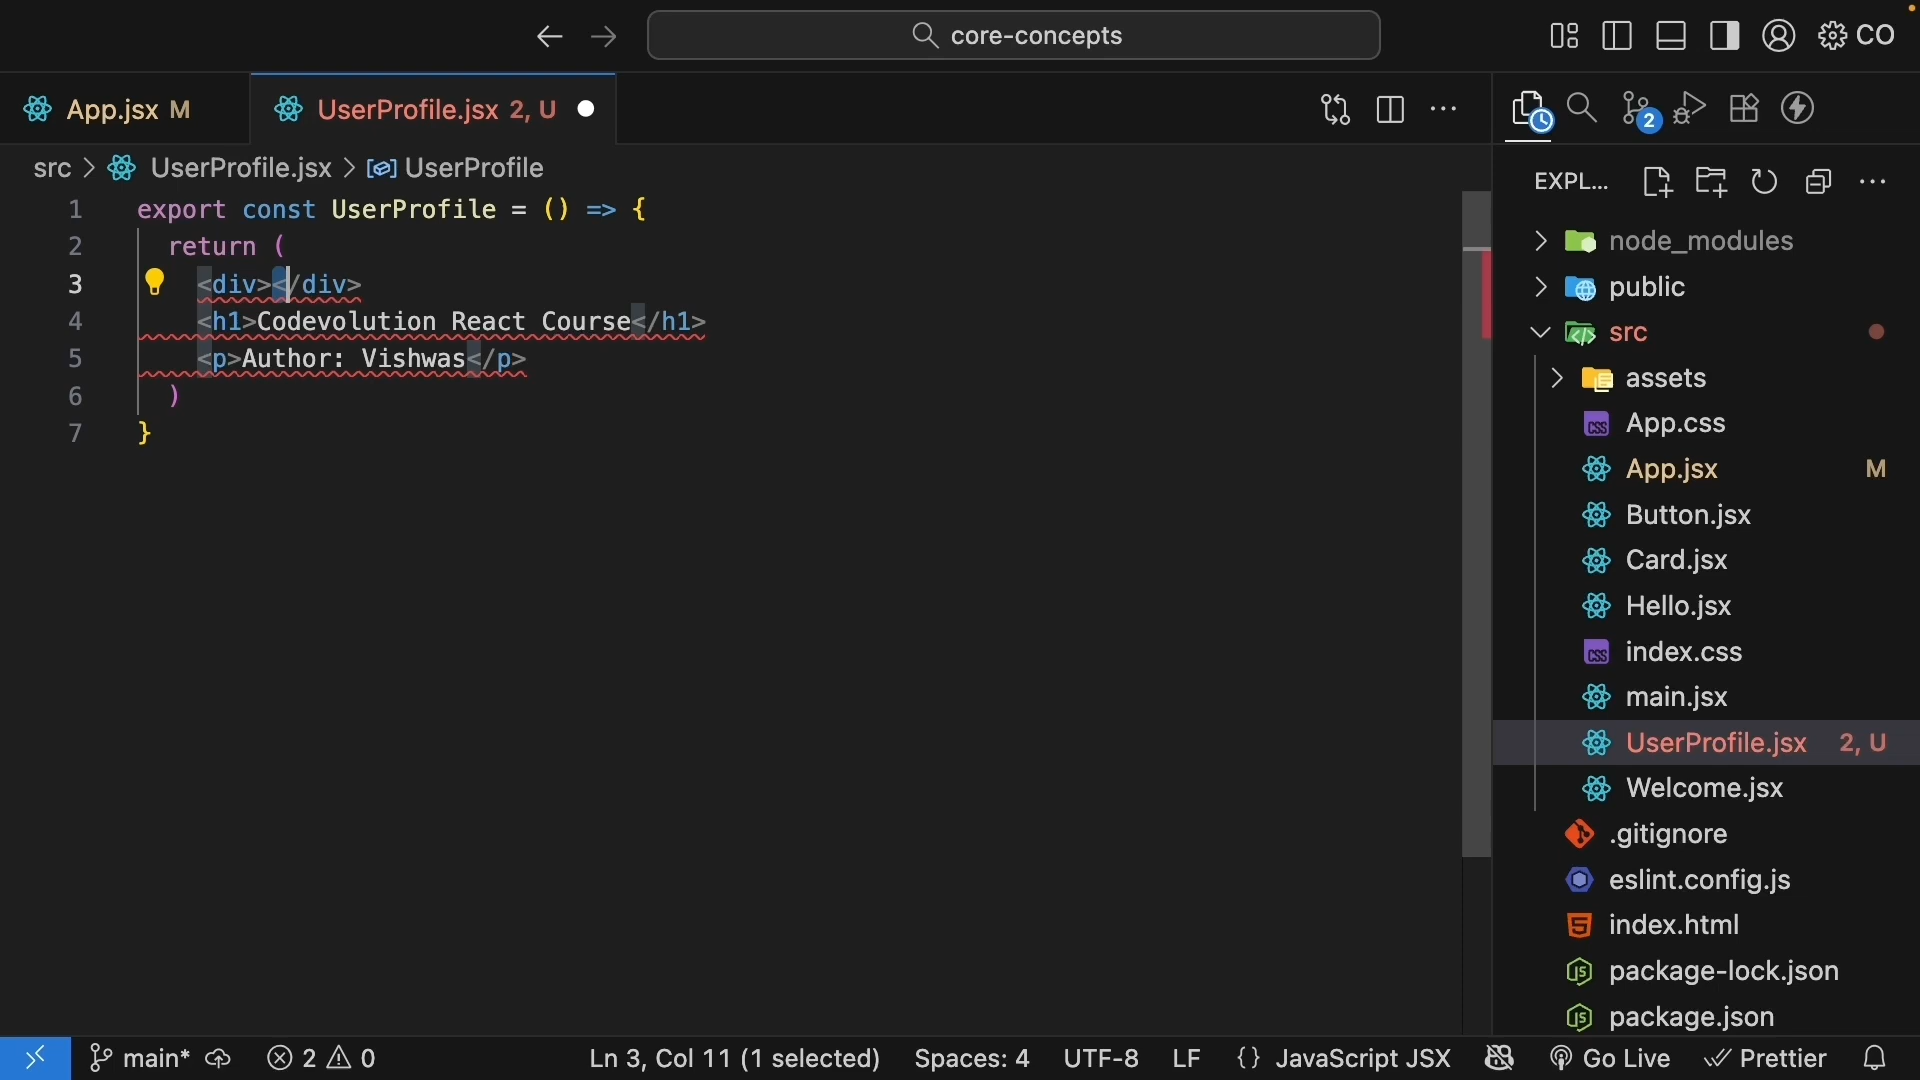 core-concepts
CO
App.jsx M
UserProfile.jsx 2, U
2
src > UserProfile.jsx > UserProfile
EXPL...
1 export const UserProfile = () => {
2 return (
3 <div></div>
4 <h1>Codevolution React Course</h1>
5 <p>Author: Vishwas</p>
6 )
7 }
node_modules
public
src
assets
App.css
App.jsx M
Button.jsx
Card.jsx
Hello.jsx
index.css
main.jsx
UserProfile.jsx 2, U
Welcome.jsx
.gitignore
eslint.config.js
index.html
package-lock.json
package.json
main* 2 0 Ln 3, Col 11 (1 selected) Spaces: 4 UTF-8 LF {} JavaScript JSX Go Live Prettier